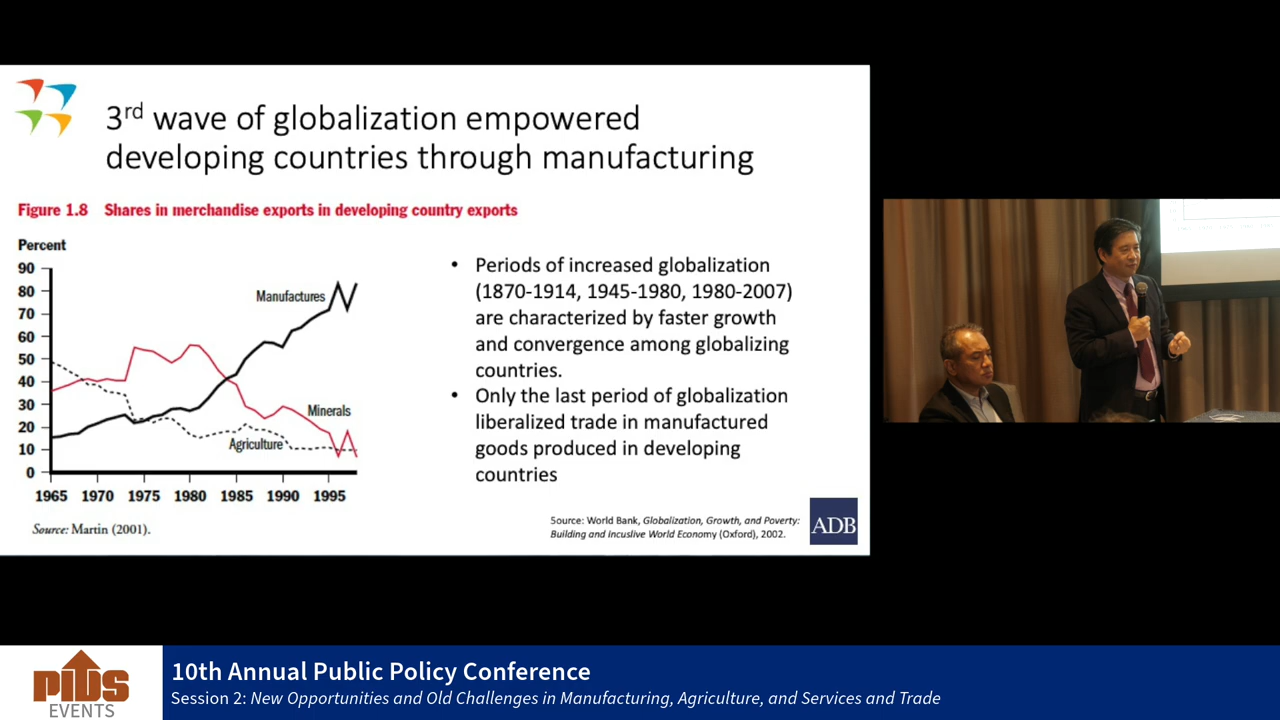 3rd wave of globalization empowered
developing countries through manufacturing
Figure 1.8 Shares in merchandise exports in developing country exports
Percent
90
80
70
60
50
40
30
20
10
0
Manufactures
Minerals
Agriculture
1965 1970 1975 1980 1985 1990 1995
Source: Martin (2001).
• Periods of increased globalization
(1870-1914, 1945-1980, 1980-2007)
are characterized by faster growth
and convergence among globalizing
countries.
• Only the last period of globalization
liberalized trade in manufactured
goods produced in developing
countries
Source: World Bank, Globalization, Growth, and Poverty:
Building and Incuslive World Economy (Oxford), 2002.
ADB
PIDS
EVENTS
10th Annual Public Policy Conference
Session 2: New Opportunities and Old Challenges in Manufacturing, Agriculture, and Services and Trade